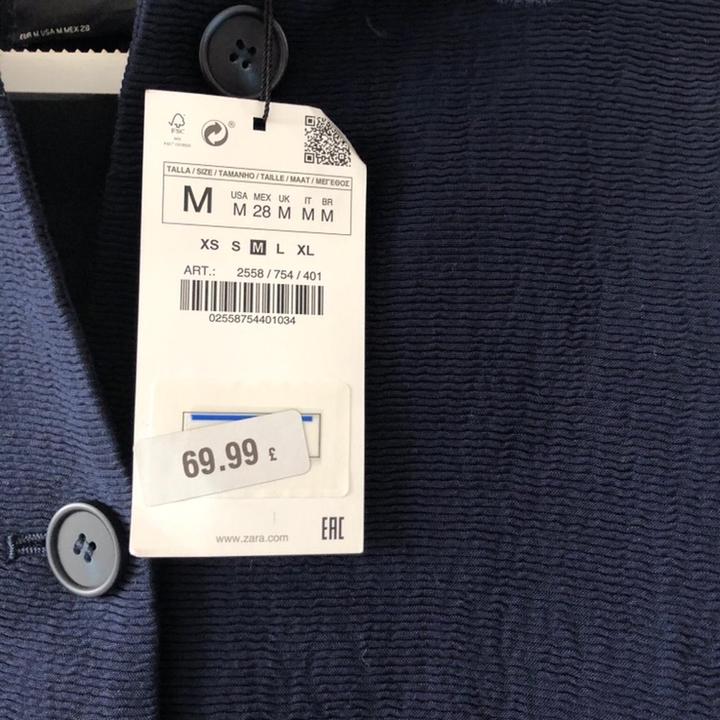 EUR M USA M MEX 28
FSC
TALLA / SIZE / TAMANHO / TAILLE / MAAT / ΜΕΓΕΘΟΣ
M
USA MEX UK IT BR
M 28 M M M
XS S M L XL
ART.: 2558 / 754 / 401
02558754401034
69.99 £
www.zara.com
EAC